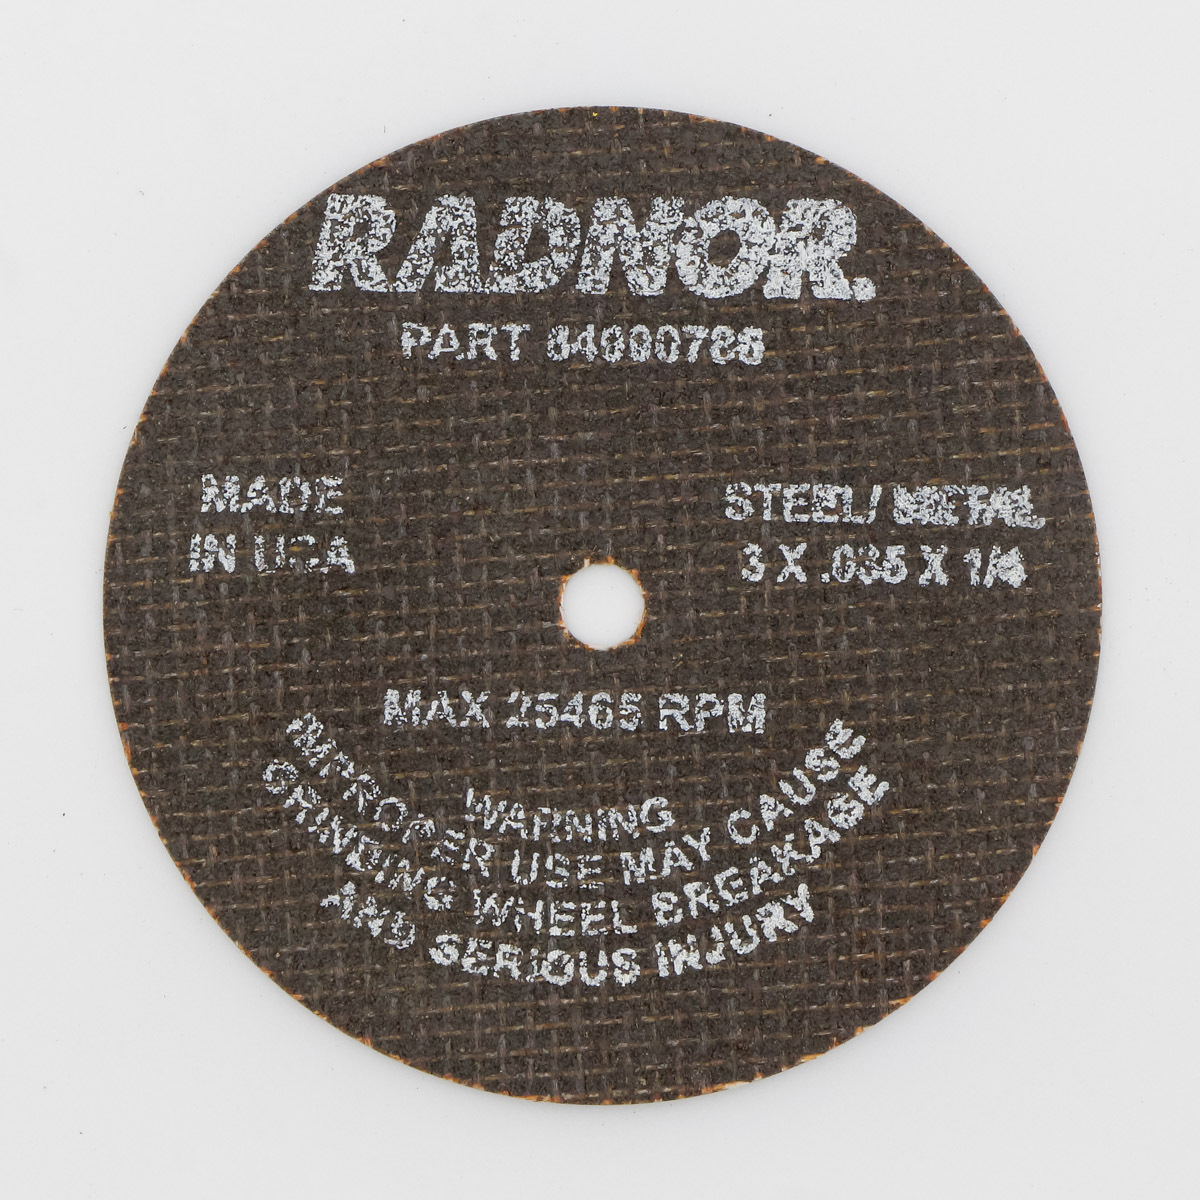 RADNOR.
PART 64000786
MADE
IN USA
STEEL/METAL
3 X .035 X 1/4
MAX 25465 RPM
WARNING
IMPROPER USE MAY CAUSE
GRINDING WHEEL BREAKAGE
AND SERIOUS INJURY